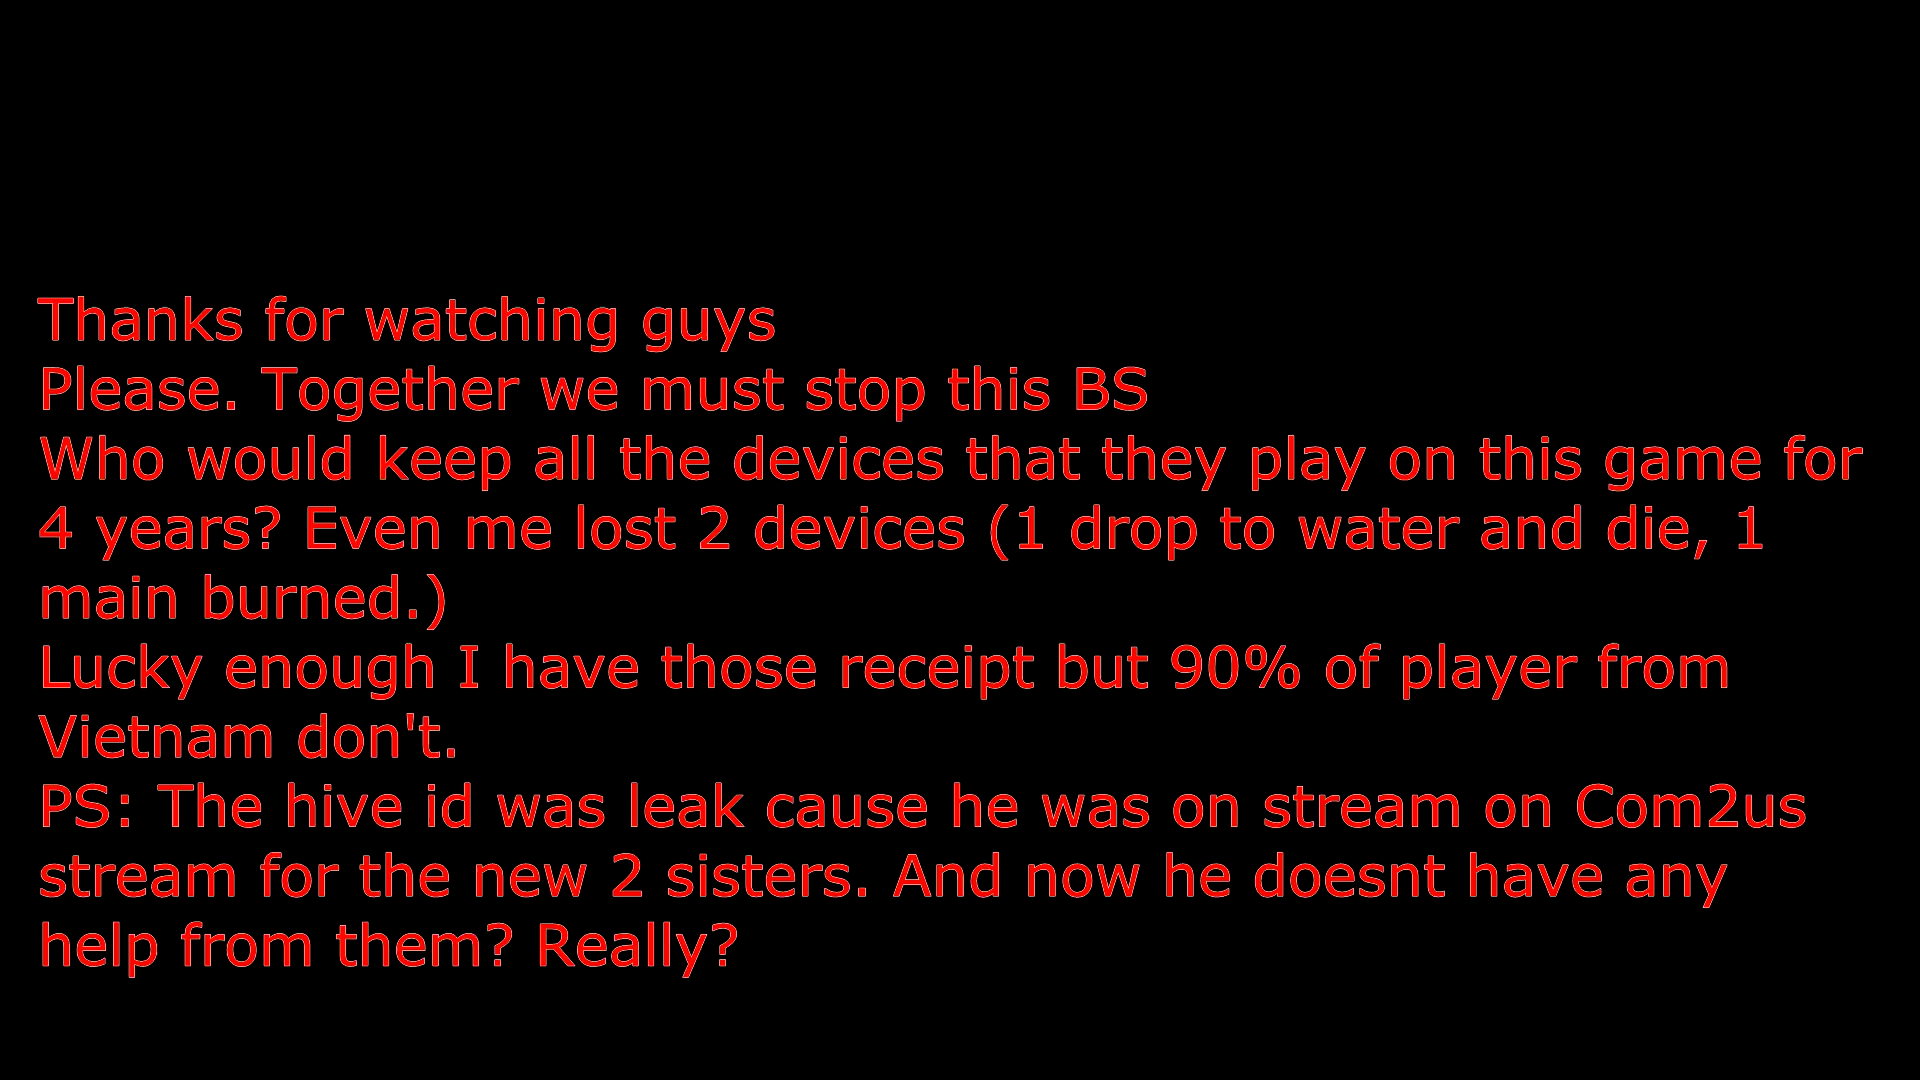 Thanks for watching guys
Please. Together we must stop this BS
Who would keep all the devices that they play on this game for
4 years? Even me lost 2 devices (1 drop to water and die, 1
main burned.)
Lucky enough I have those receipt but 90% of player from
Vietnam don't.
PS: The hive id was leak cause he was on stream on Com2us
stream for the new 2 sisters. And now he doesnt have any
help from them? Really?